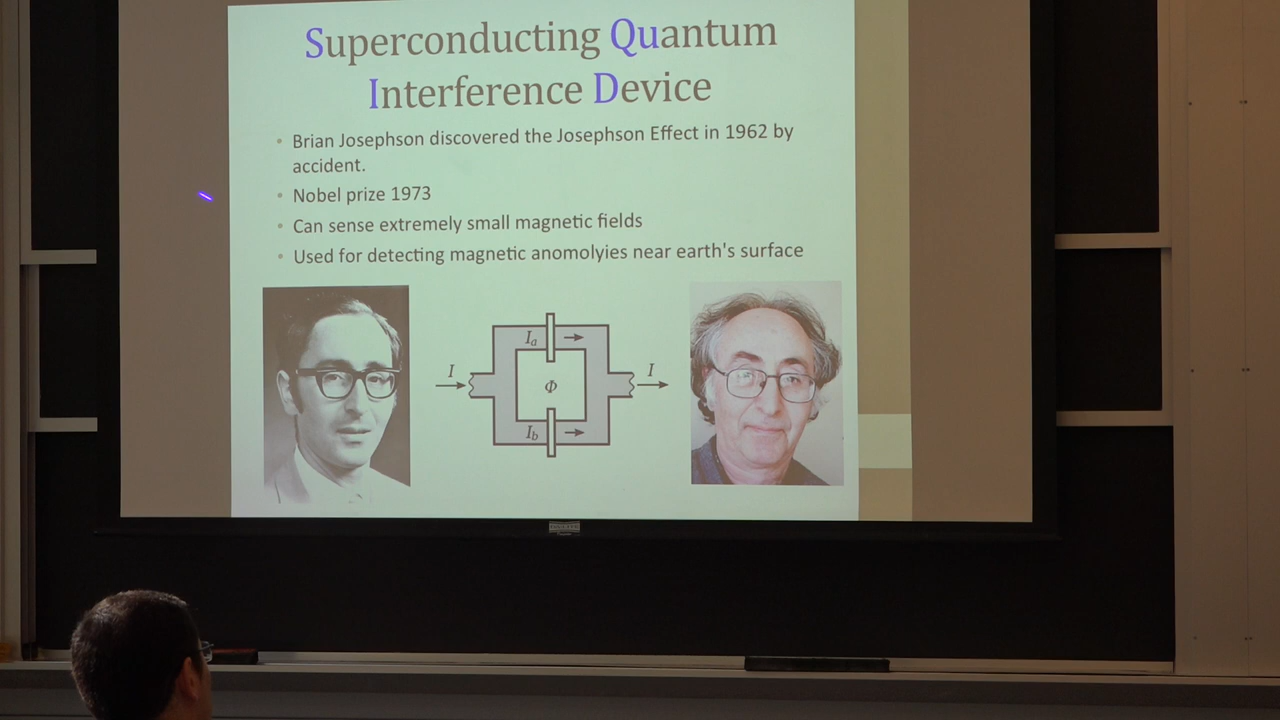 Superconducting Quantum
Interference Device
• Brian Josephson discovered the Josephson Effect in 1962 by
accident.
• Nobel prize 1973
• Can sense extremely small magnetic fields
• Used for detecting magnetic anomolyies near earth's surface
I
Ia
Φ
Ib
I